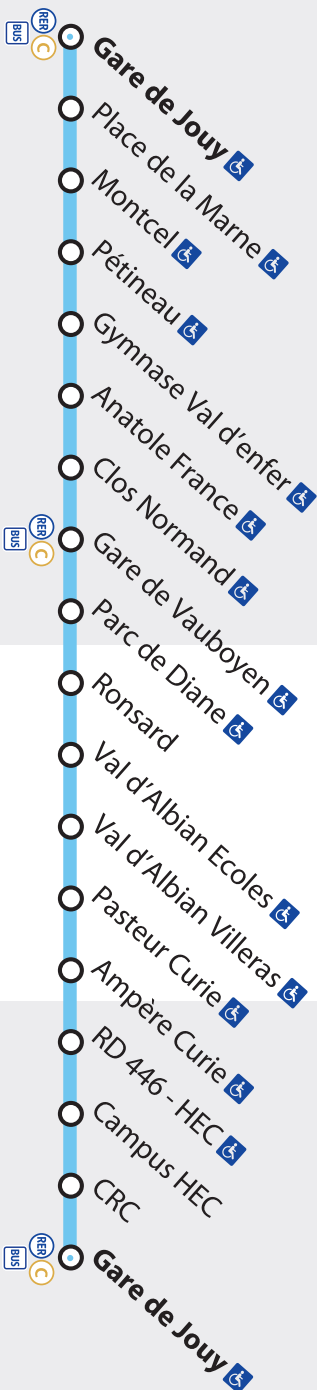 RER C
BUS
Gare de Jouy
Place de la Marne
Montcel
Pétineau
Gymnase Val d'enfer
Anatole France
Clos Normand
RER C
BUS
Gare de Vauboyen
Parc de Diane
Ronsard
Val d'Albian Ecoles
Val d'Albian Villeras
Pasteur Curie
Ampère Curie
RD 446 - HEC
Campus HEC
CRC
RER C
BUS
Gare de Jouy